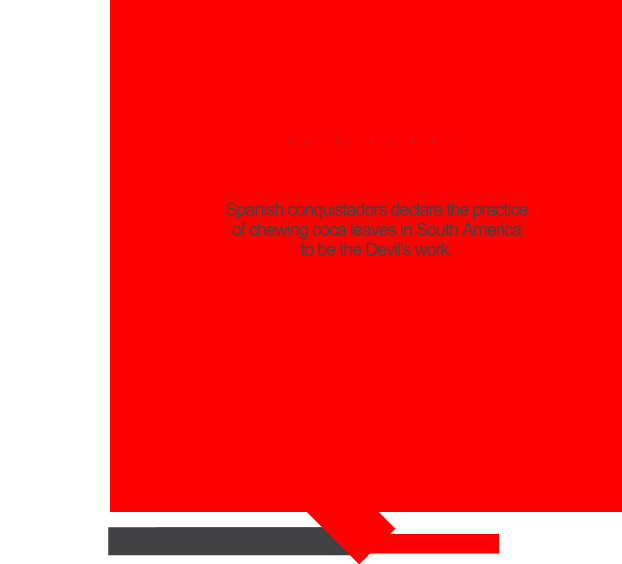 Spanish conquistadors declare the practice
of chewing coca leaves in South America
to be the Devil's work.